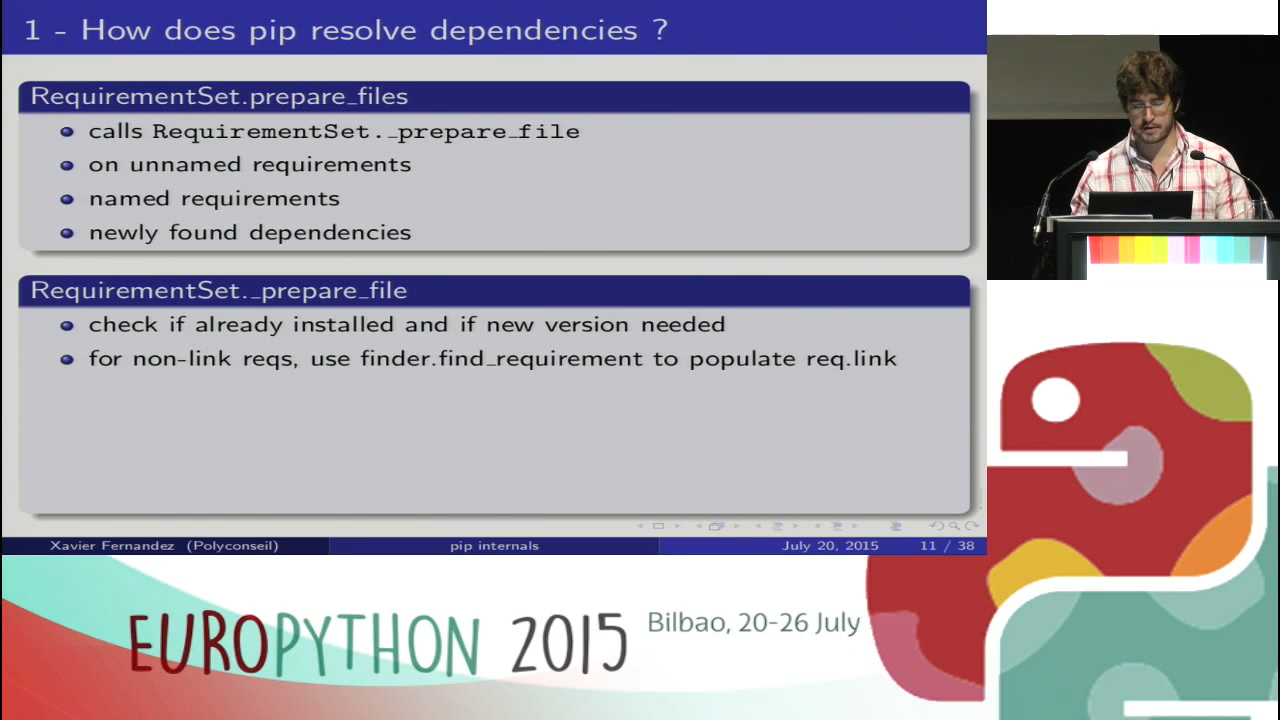 1 - How does pip resolve dependencies ?
RequirementSet.prepare_files
calls RequirementSet._prepare_file
on unnamed requirements
named requirements
newly found dependencies
RequirementSet._prepare_file
check if already installed and if new version needed
for non-link reqs, use finder.find_requirement to populate req.link
Xavier Fernandez (Polyconseil)
pip internals
July 20, 2015
11 / 38
EUROPYTHON 2015
Bilbao, 20-26 July